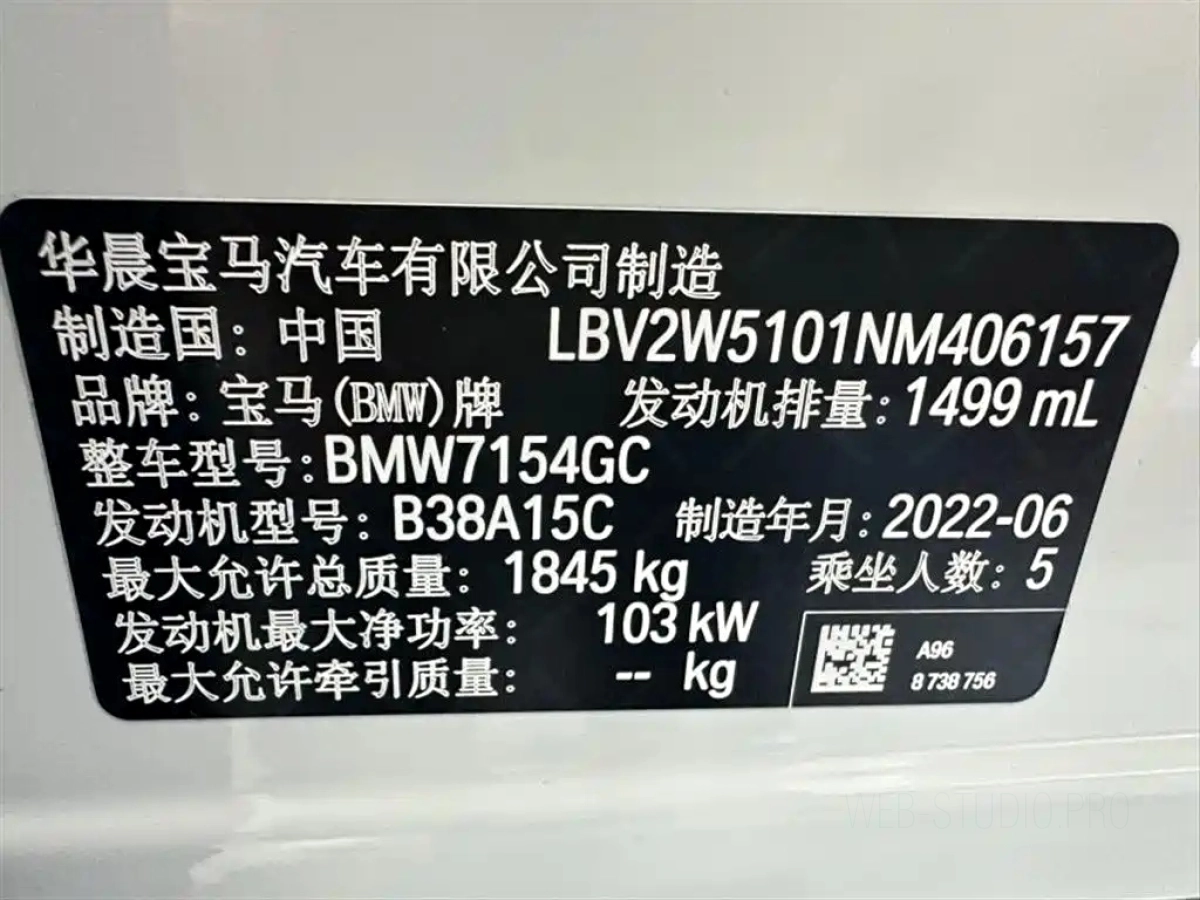 华晨宝马汽车有限公司制造
制造国：中国 LBV2W5101NM406157
品牌：宝马(BMW)牌 发动机排量：1499 mL
整车型号：BMW7154GC
发动机型号：B38A15C 制造年月：2022-06
最大允许总质量：1845 kg 乘坐人数：5
发动机最大净功率：103 kW
最大允许牵引质量：-- kg
A96
8 738 756
WEB-STUDIO.PRO